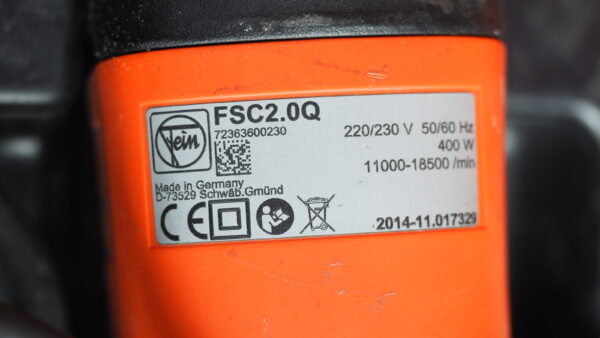 Fein
FSC2.0Q
72363600230
220/230 V 50/60 Hz
400 W
11000-18500 /min
Made in Germany
D-73529 Schwäb.Gmünd
CE
2014-11.017329